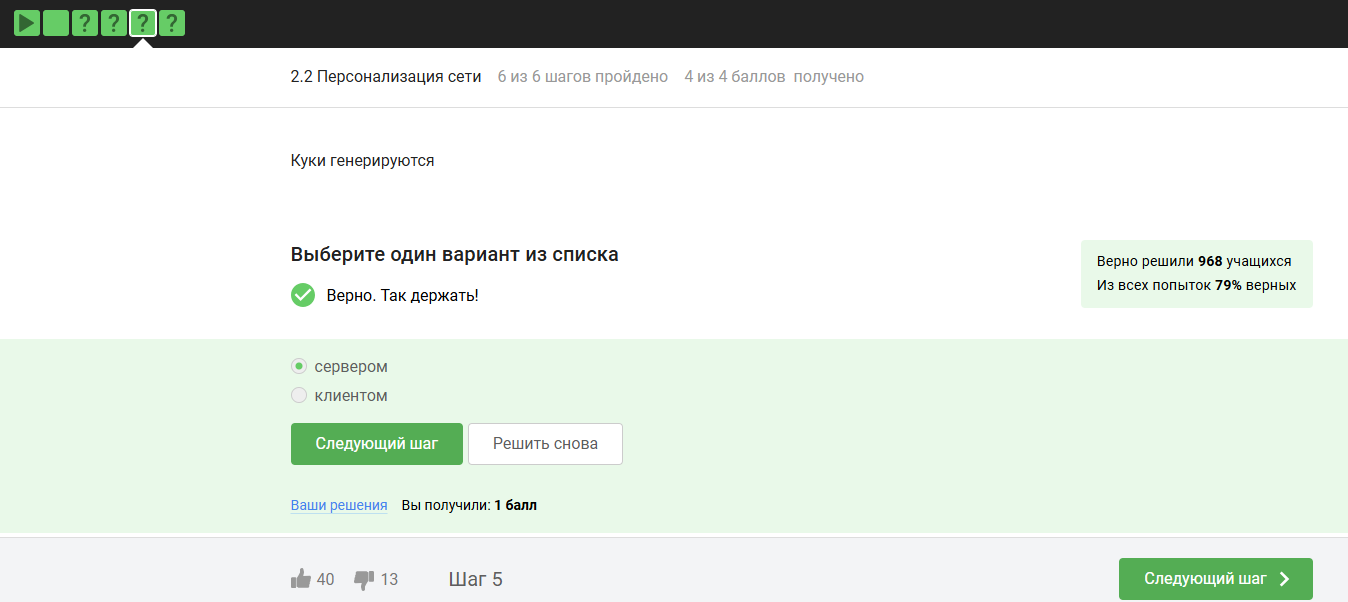 ? ? ? ?
2.2 Персонализация сети 6 из 6 шагов пройдено 4 из 4 баллов получено
Куки генерируются
Выберите один вариант из списка
Верно. Так держать!
Верно решили 968 учащихся
Из всех попыток 79% верных
сервером
клиентом
Следующий шаг Решить снова
Ваши решения Вы получили: 1 балл
40 13 Шаг 5 Следующий шаг